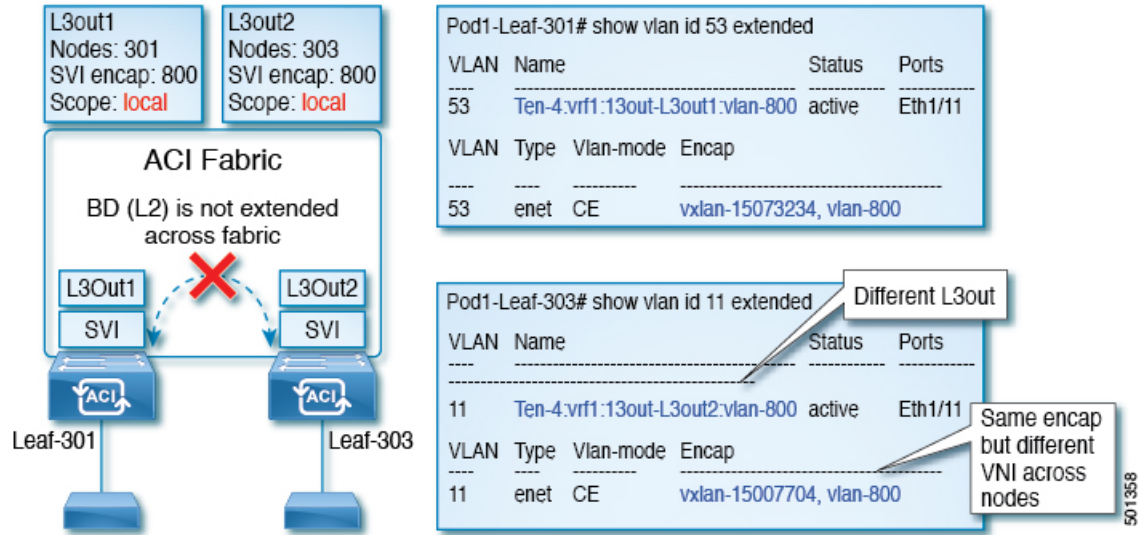 L3out1
Nodes: 301
SVI encap: 800
Scope: local
L3out2
Nodes: 303
SVI encap: 800
Scope: local
ACI Fabric
BD (L2) is not extended
across fabric
L3Out1
SVI
L3Out2
SVI
ACI
ACI
Leaf-301
Leaf-303
Pod1-Leaf-301# show vlan id 53 extended
VLAN Name Status Ports
---- -------------------------------- --------- ---------
53 Ten-4:vrf1:13out-L3out1:vlan-800 active Eth1/11
VLAN Type Vlan-mode Encap
---- ---- ---------- --------------------------------
53 enet CE vxlan-15073234, vlan-800
Different L3out
Pod1-Leaf-303# show vlan id 11 extended
VLAN Name Status Ports
---- -------------------------------- --------- ---------
--------------------------------
11 Ten-4:vrf1:13out-L3out2:vlan-800 active Eth1/11
VLAN Type Vlan-mode Encap
---- ---- ---------- --------------------------------
11 enet CE vxlan-15007704, vlan-800
Same encap
but different
VNI across
nodes
501358